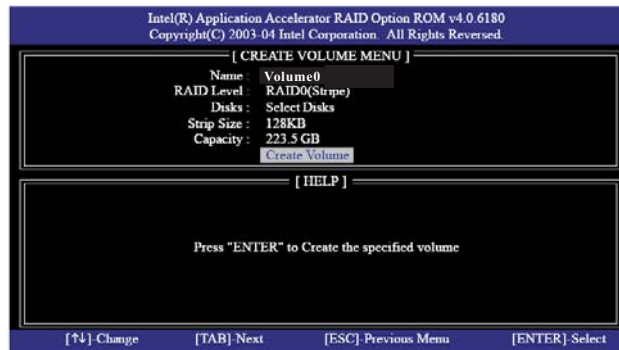 Intel(R) Application Accelerator RAID Option ROM v4.0.6180
Copyright(C) 2003-04 Intel Corporation. All Rights Reversed.
[ CREATE VOLUME MENU ]
Name : Volume0
RAID Level : RAID0(Stripe)
Disks : Select Disks
Strip Size : 128KB
Capacity : 223.5 GB
Create Volume
[ HELP ]
Press "ENTER" to Create the specified volume
[↑↓]-Change [TAB]-Next [ESC]-Previous Menu [ENTER]-Select